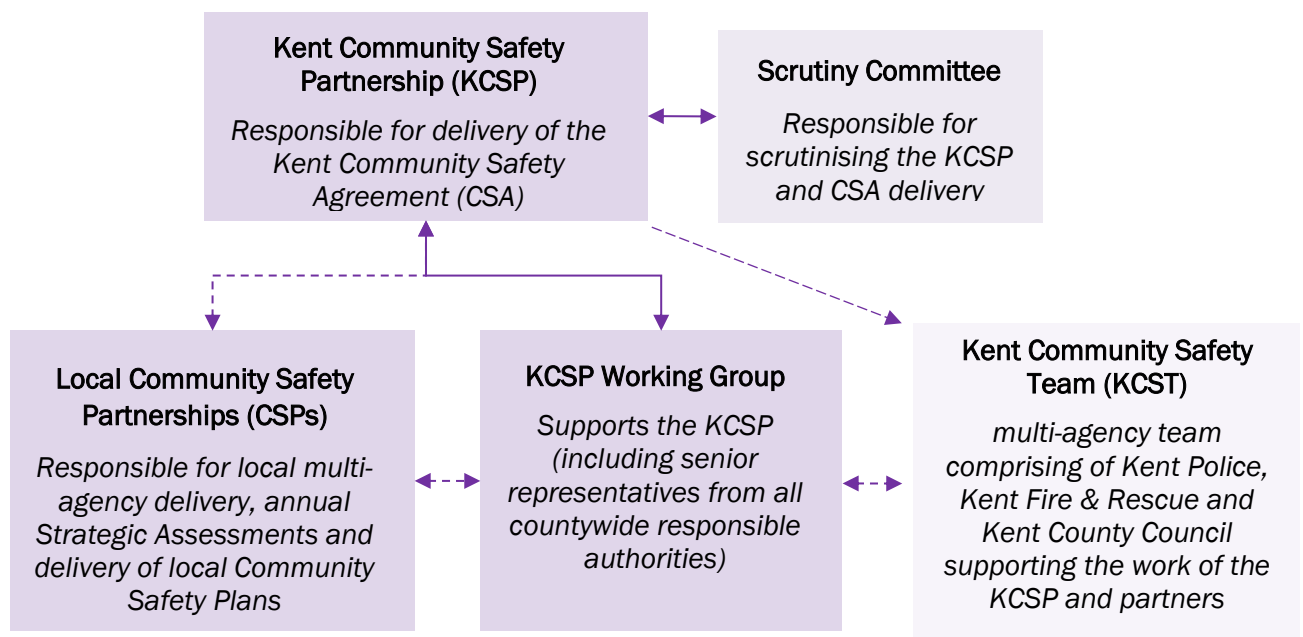 Kent Community Safety
Partnership (KCSP)
Responsible for delivery of the
Kent Community Safety
Agreement (CSA)
Scrutiny Committee
Responsible for
scrutinising the KCSP
and CSA delivery
Local Community Safety
Partnerships (CSPs)
Responsible for local multi-
agency delivery, annual
Strategic Assessments and
delivery of local Community
Safety Plans
KCSP Working Group
Supports the KCSP
(including senior
representatives from all
countywide responsible
authorities)
Kent Community Safety
Team (KCST)
multi-agency team
comprising of Kent Police,
Kent Fire & Rescue and
Kent County Council
supporting the work of the
KCSP and partners